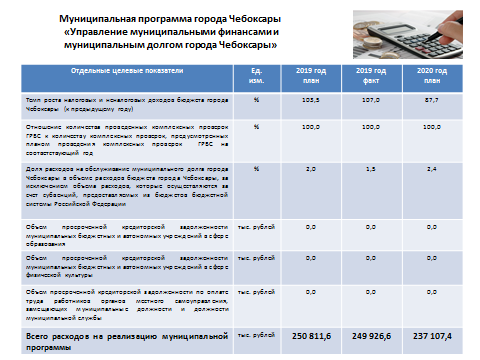 Муниципальная программа города Чебоксары
«Управление муниципальными финансами и
муниципальным долгом города Чебоксары»
Отдельные целевые показатели
Ед.
изм.
2019 год
план
2019 год
факт
2020 год
план
Темп роста налоговых и неналоговых доходов бюджета города
Чебоксары (к предыдущему году)
%
103,5
107,0
87,7
Отношение количества проведенных комплексных проверок
ГРБС к количеству комплексных проверок, предусмотренных
планом проведения комплексных проверок ГРБС на
соответствующий год
%
100,0
100,0
100,0
Доля расходов на обслуживание муниципального долга города
Чебоксары в объеме расходов бюджета города Чебоксары, за
исключением объема расходов, которые осуществляются за
счет субвенций, предоставляемых из бюджетов бюджетной
системы Российской Федерации
%
2,0
1,5
2,4
Объем просроченной кредиторской задолженности
муниципальных бюджетных и автономных учреждений в сфере
образования
тыс. рублей
0,0
0,0
0,0
Объем просроченной кредиторской задолженности
муниципальных бюджетных и автономных учреждений в сфере
физической культуры
тыс. рублей
0,0
0,0
0,0
Объем просроченной кредиторской задолженности по оплате
труда работников органов местного самоуправления,
замещающих муниципальные должности и должности
муниципальной службы
тыс. рублей
0,0
0,0
0,0
Всего расходов на реализацию муниципальной
программы
тыс. рублей
250 811,6
249 926,6
237 107,4